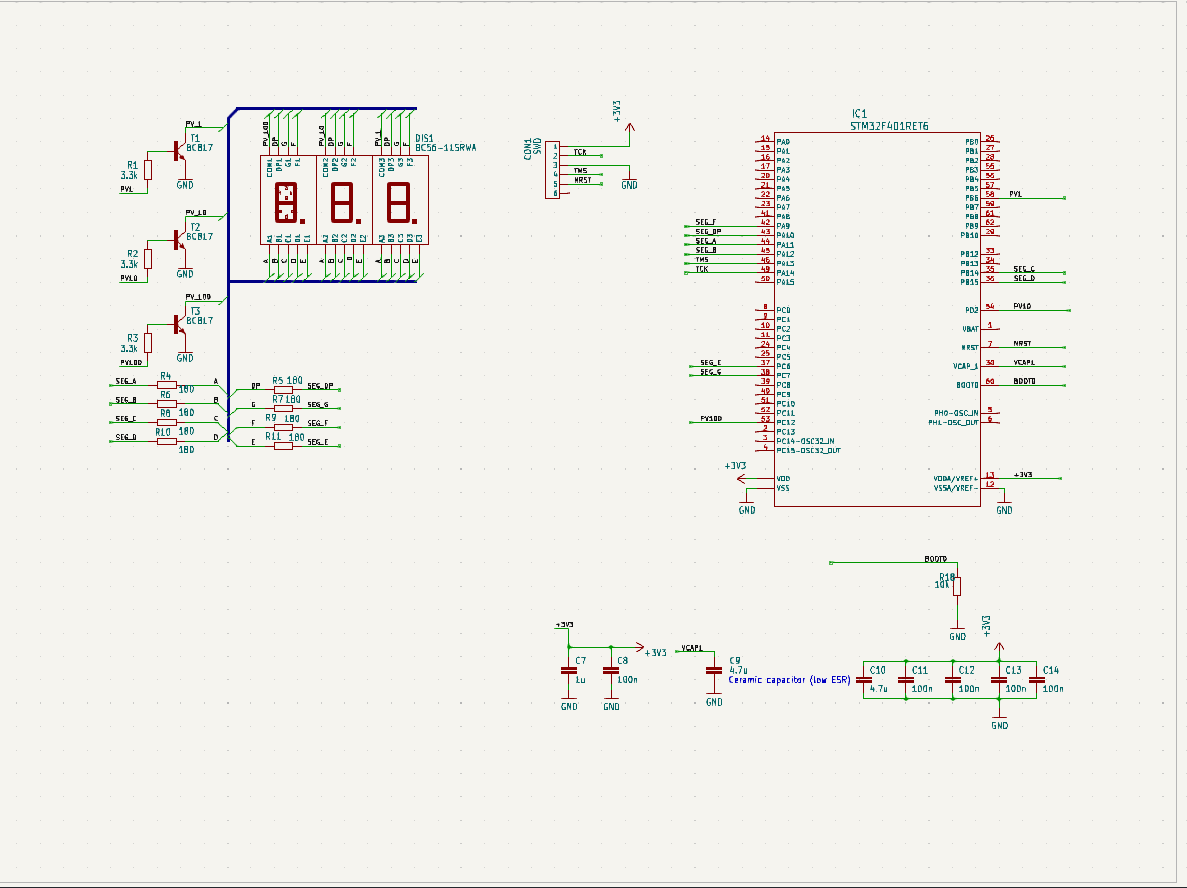 PV_1
T1
BC817
R1
3.3k
PV1
GND
PV_10
T2
BC817
R2
3.3k
PV10
GND
PV_100
T3
BC817
R3
3.3k
PV100
GND
SEG_A
R4
180
A
SEG_B
R6
180
B
SEG_C
R8
180
C
SEG_D
R10
180
D
DP
R5 180
SEG_DP
G
R7 180
SEG_G
F
R9 180
SEG_F
E
R11 180
SEG_E
PV_100
DP
G
F
PV_10
DP
G
F
PV_1
DP
G
F
DIS1
BC56-11SRWA
COM1
DP1
G1
F1
COM2
DP2
G2
F2
COM3
DP3
G3
F3
A1
B1
C1
D1
E1
A2
B2
C2
D2
E2
A3
B3
C3
D3
E3
A
B
C
D
E
A
B
C
D
E
A
B
C
D
E
CON1
SWD
1
2
3
4
5
6
+3V3
TCK
TMS
NRST
GND
IC1
STM32F401RET6
14 PA0
15 PA1
16 PA2
17 PA3
20 PA4
21 PA5
22 PA6
23 PA7
41 PA8
SEG_F 42 PA9
SEG_DP 43 PA10
SEG_A 44 PA11
SEG_B 45 PA12
TMS 46 PA13
TCK 49 PA14
50 PA15
8 PC0
9 PC1
10 PC2
11 PC3
24 PC4
25 PC5
SEG_E 37 PC6
SEG_G 38 PC7
39 PC8
40 PC9
51 PC10
52 PC11
PV100 53 PC12
2 PC13
3 PC14-OSC32_IN
4 PC15-OSC32_OUT
+3V3
VDD
VSS
GND
PB0 26
PB1 27
PB2 28
PB3 55
PB4 56
PB5 57
PB6 58 PV1
PB7 59
PB8 61
PB9 62
PB10 29
PB12 33
PB13 34
PB14 35 SEG_C
PB15 36 SEG_D
PD2 54 PV10
VBAT 1
NRST 7 NRST
VCAP_1 30 VCAP1
BOOT0 60 BOOT0
PH0-OSC_IN 5
PH1-OSC_OUT 6
VDDA/VREF+ 13 +3V3
VSSA/VREF- 12
GND
BOOT0
10k
GND
+3V3
+3V3
C7
1u
GND
C8
100n
GND
VCAP1
C9
4.7u
Ceramic capacitor (low ESR)
GND
+3V3
C10
4.7u
C11
100n
C12
100n
C13
100n
C14
100n
GND